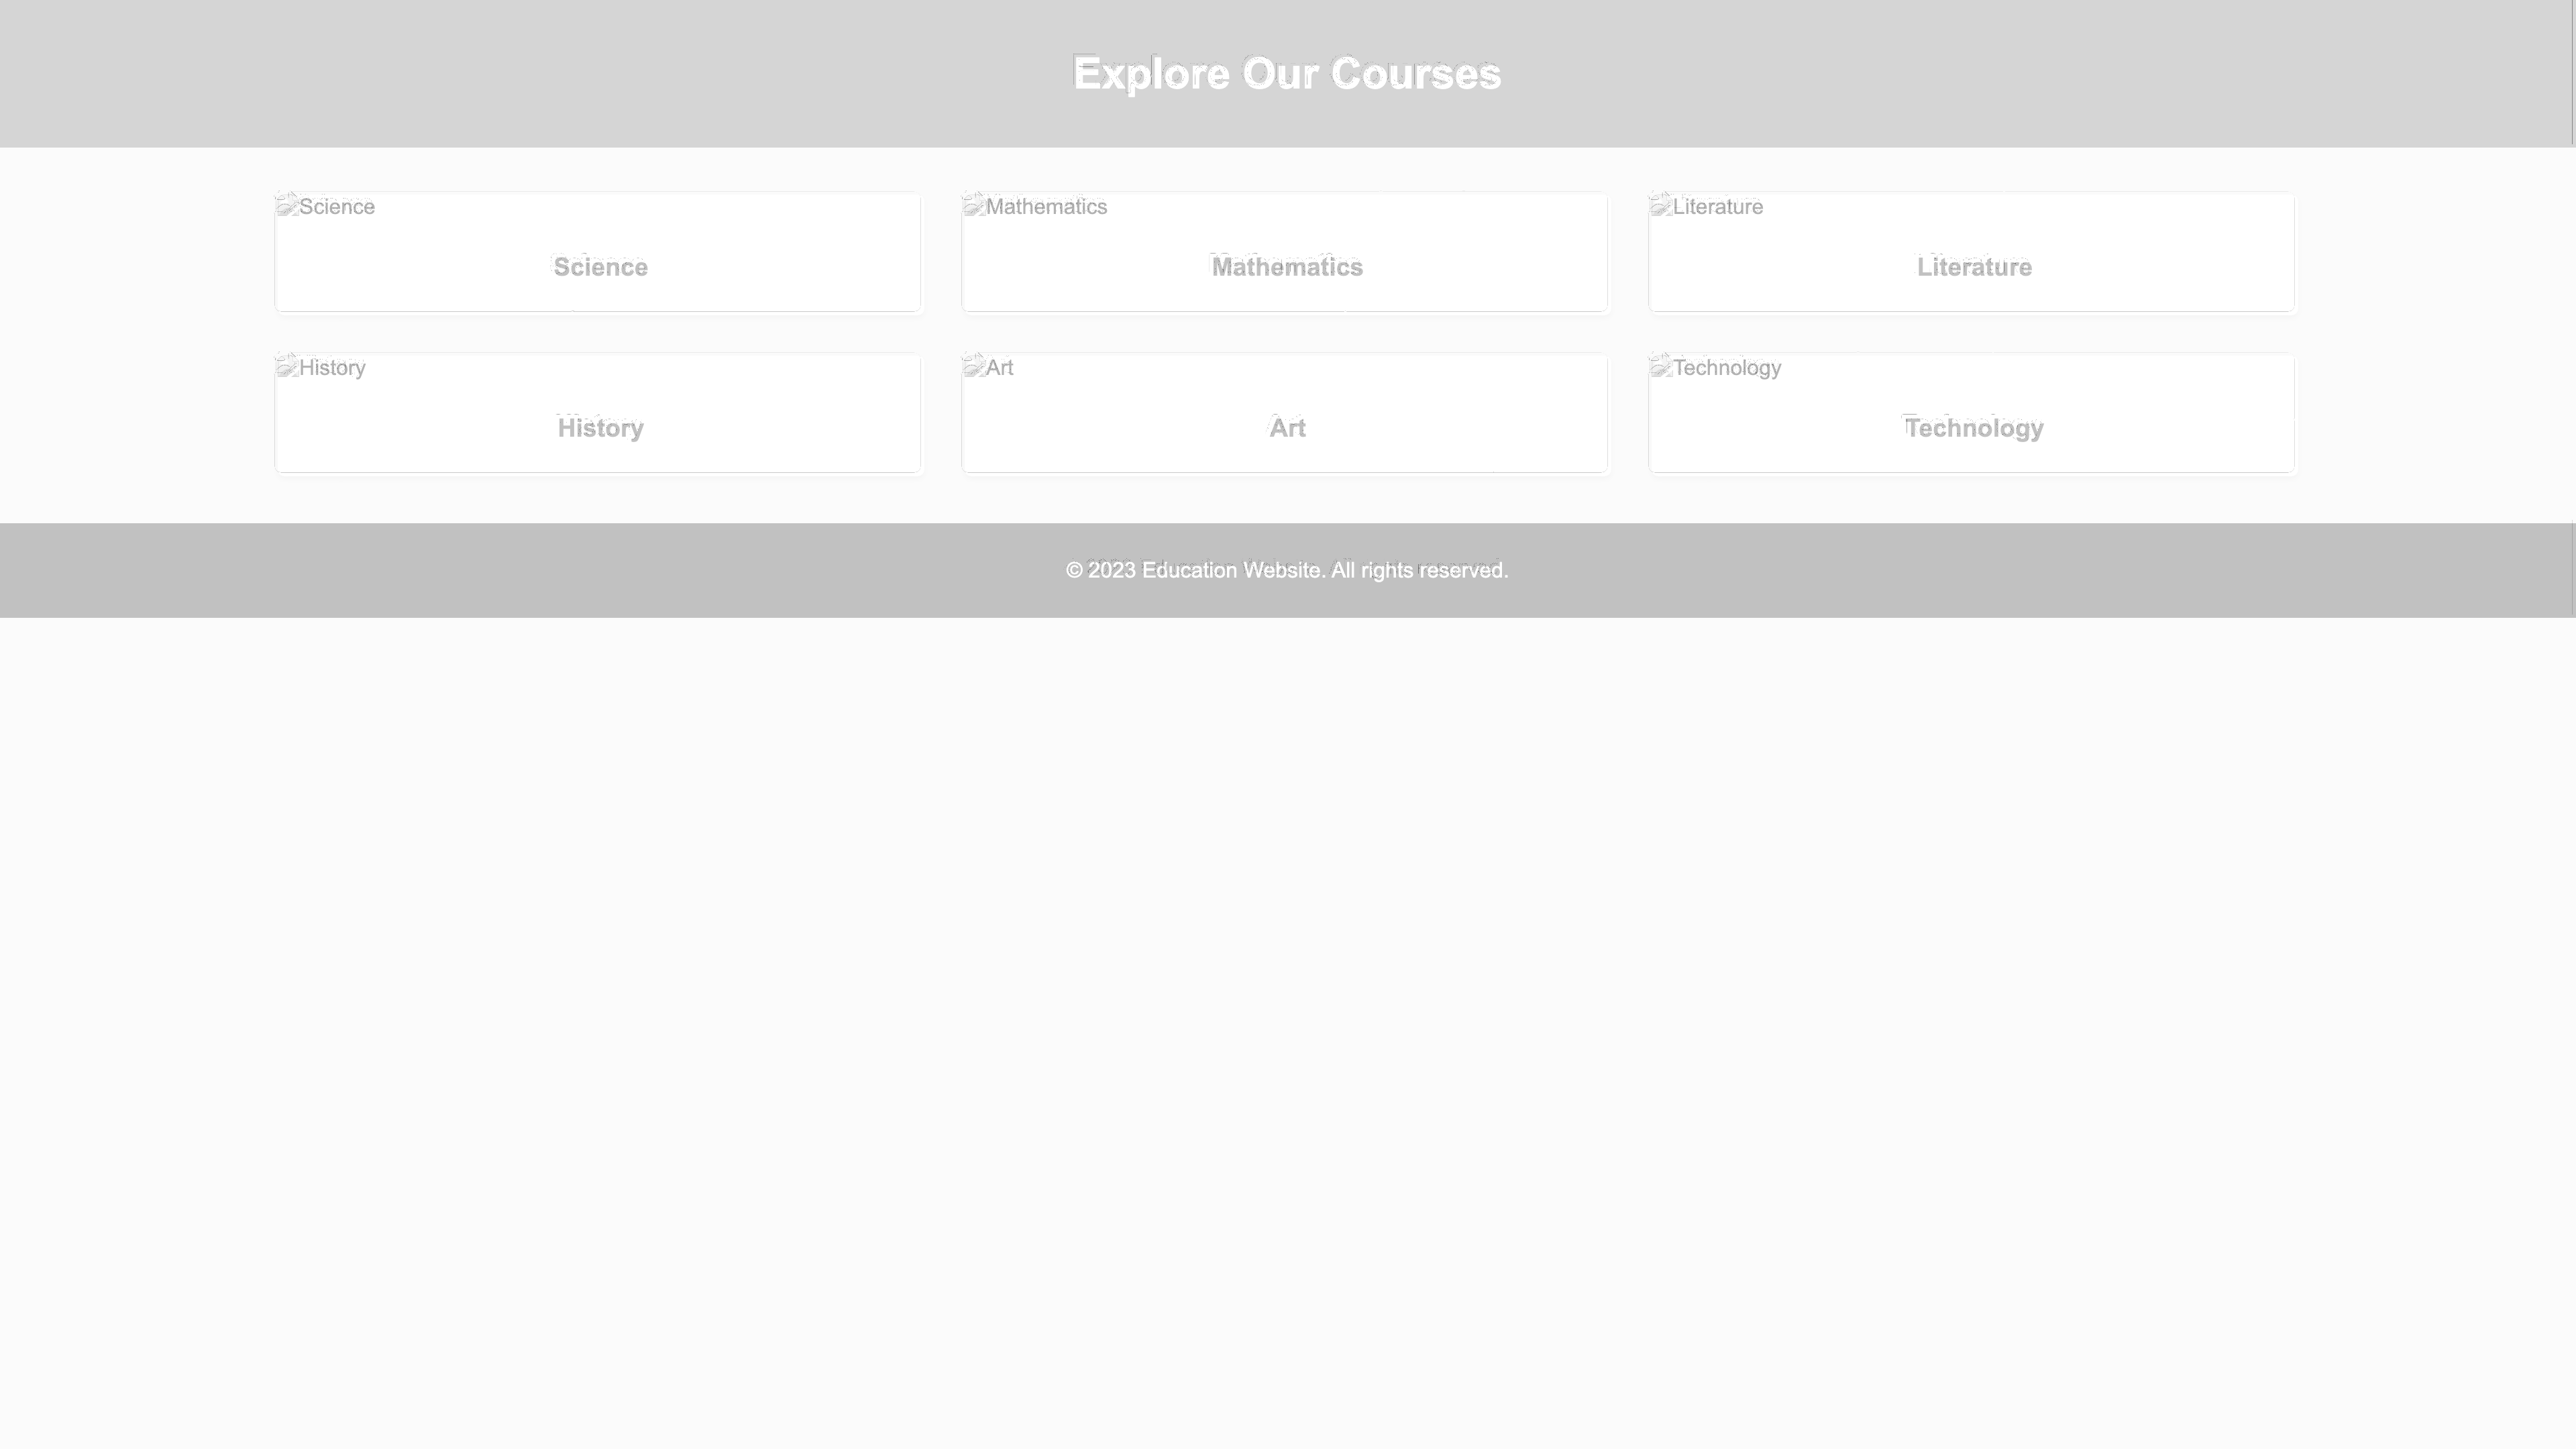 Explore Our Courses
Science
Mathematics
Literature
Science
Mathematics
Literature
History
Art
Technology
History
Art
Technology
© 2023 Education Website. All rights reserved.